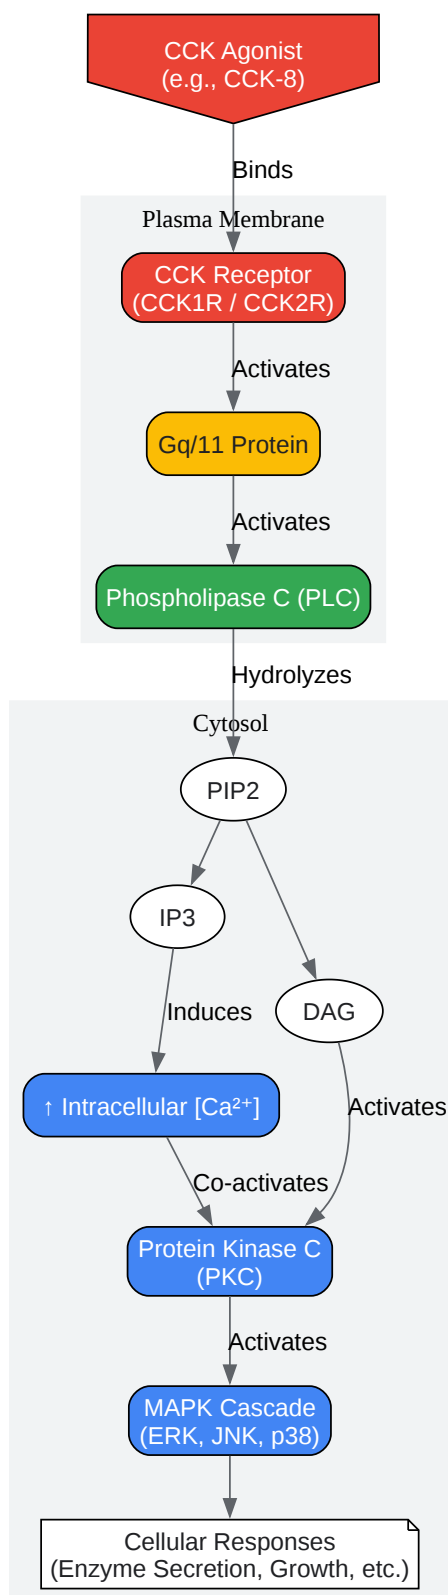 CCK Agonist
(e.g., CCK-8)
Binds
Plasma Membrane
CCK Receptor
(CCK1R / CCK2R)
Activates
Gq/11 Protein
Activates
Phospholipase C (PLC)
Hydrolyzes
Cytosol
PIP2
IP3
DAG
Induces
↑ Intracellular [Ca²⁺]
Activates
Co-activates
Protein Kinase C
(PKC)
Activates
MAPK Cascade
(ERK, JNK, p38)
Cellular Responses
(Enzyme Secretion, Growth, etc.)